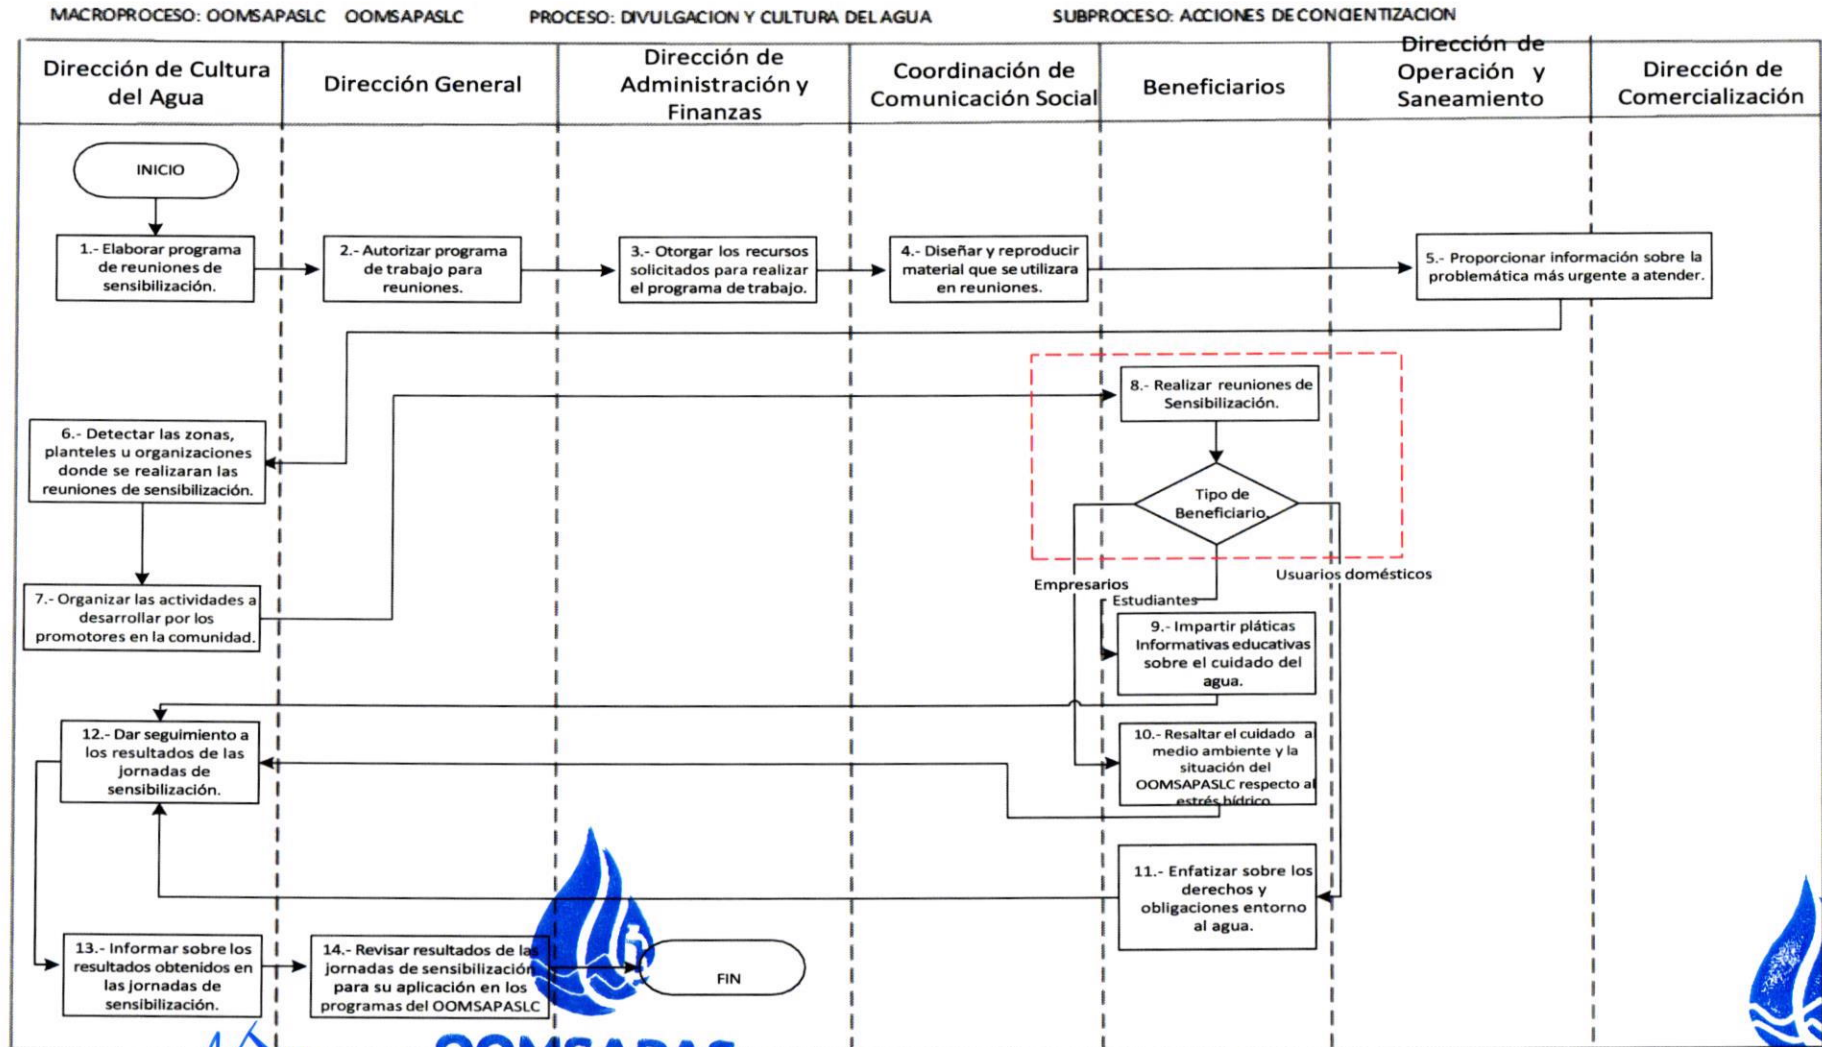 MACROPROCESO: OOMSAPASLC OOMSAPASLC PROCESO: DIVULGACION Y CULTURA DEL AGUA SUBPROCESO: ACCIONES DE CONCIENTIZACION
Dirección de Cultura
del Agua
Dirección General
Dirección de
Administración y
Finanzas
Coordinación de
Comunicación Social
Beneficiarios
Dirección de
Operación y
Saneamiento
Dirección de
Comercialización
INICIO
1.- Elaborar programa
de reuniones de
sensibilización.
2.- Autorizar programa
de trabajo para
reuniones.
3.- Otorgar los recursos
solicitados para realizar
el programa de trabajo.
4.- Diseñar y reproducir
material que se utilizara
en reuniones.
5.- Proporcionar información sobre la
problemática más urgente a atender.
6.- Detectar las zonas,
planteles u organizaciones
donde se realizaran las
reuniones de sensibilización.
7.- Organizar las actividades a
desarrollar por los
promotores en la comunidad.
8.- Realizar reuniones de
Sensibilización.
Tipo de
Beneficiario.
Empresarios
Estudiantes
Usuarios domésticos
9.- Impartir pláticas
Informativas educativas
sobre el cuidado del
agua.
10.- Resaltar el cuidado a
medio ambiente y la
situación del
OOMSAPASLC respecto al
estrés hídrico
11.- Enfatizar sobre los
derechos y
obligaciones entorno
al agua.
12.- Dar seguimiento a
los resultados de las
jornadas de
sensibilización.
13.- Informar sobre los
resultados obtenidos en
las jornadas de
sensibilización.
14.- Revisar resultados de las
jornadas de sensibilización
para su aplicación en los
programas del OOMSAPASLC
FIN
OOMSAPAS